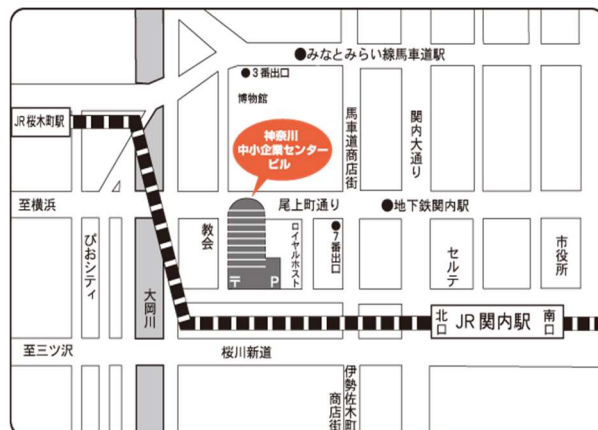 ●みなとみらい線馬車道駅
●3番出口
博物館
JR桜木町駅
神奈川
中小企業センター
ビル
馬車道商店街
関内大通り
至横浜
尾上町通り
●地下鉄関内駅
ぴおシティ
教会
ロイヤルホスト
●7番出口
セルテ
市役所
〒
P
大岡川
北口
JR関内駅
南口
至三ツ沢
桜川新道
伊勢佐木町
商店街